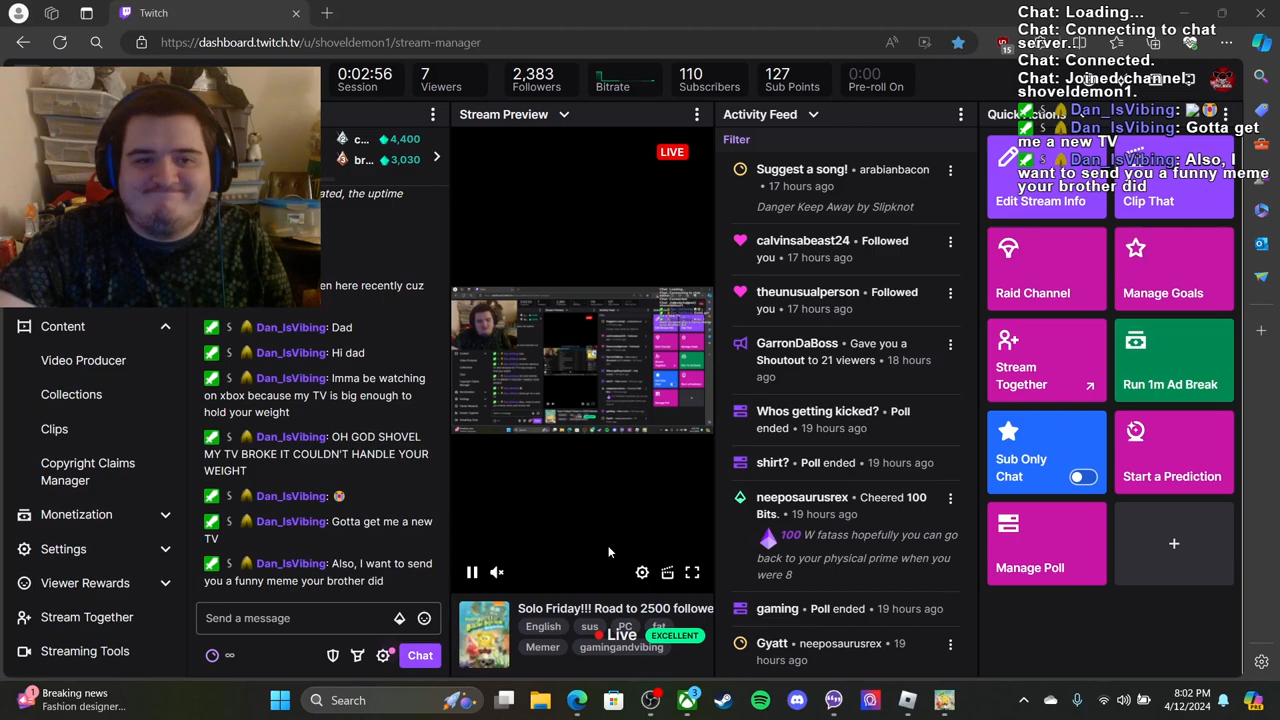 Twitch
https://dashboard.twitch.tv/u/shoveldemon1/stream-manager
15
Chat: Loading...
Chat: Connecting to chat
server...
Chat: Connected.
Chat: Joined channel:
shoveldemon1.
Dan_IsVibing:
Dan_IsVibing: Gotta get
me a new TV
Dan_IsVibing: Also, I
want to send you a funny meme
your brother did
0:02:56
Session
7
Viewers
2,383
Followers
Bitrate
110
Subscribers
127
Sub Points
0:00
Pre-roll On
c... 4,400
br... 3,030
ated, the uptime
en here recently cuz
Dan_IsVibing: Dad
Dan_IsVibing: Hi dad
Dan_IsVibing: Imma be watching
on xbox because my TV is big enough to
hold your weight
Dan_IsVibing: OH GOD SHOVEL
MY TV BROKE IT COULDN'T HANDLE YOUR
WEIGHT
Dan_IsVibing: 😭
Dan_IsVibing: Gotta get me a new
TV
Dan_IsVibing: Also, I want to send
you a funny meme your brother did
Send a message
Chat
Content
Video Producer
Collections
Clips
Copyright Claims
Manager
Monetization
Settings
Viewer Rewards
Stream Together
Streaming Tools
Stream Preview
LIVE
Solo Friday!!! Road to 2500 followe
English sus PC fat
Live EXCELLENT
Memer gamingandvibing
Activity Feed
Filter
Suggest a song! • arabianbacon
• 17 hours ago
Danger Keep Away by Slipknot
calvinsabeast24 • Followed
you • 17 hours ago
theunusualperson • Followed
you • 17 hours ago
GarronDaBoss • Gave you a
Shoutout to 21 viewers • 18 hours
ago
Whos getting kicked? • Poll
ended • 19 hours ago
shirt? • Poll ended • 19 hours ago
neeposaurusrex • Cheered 100
Bits. • 19 hours ago
100 W fatass hopefully you can go
back to your physical prime when you
were 8
gaming • Poll ended • 19 hours ago
Gyatt • neeposaurusrex • 19
hours ago
Quick Actions
Edit Stream Info
Clip That
Raid Channel
Manage Goals
Stream
Together
Run 1m Ad Break
Sub Only
Chat
Start a Prediction
Manage Poll
+
1
Breaking news
Fashion designer...
Search
3
8:02 PM
4/12/2024